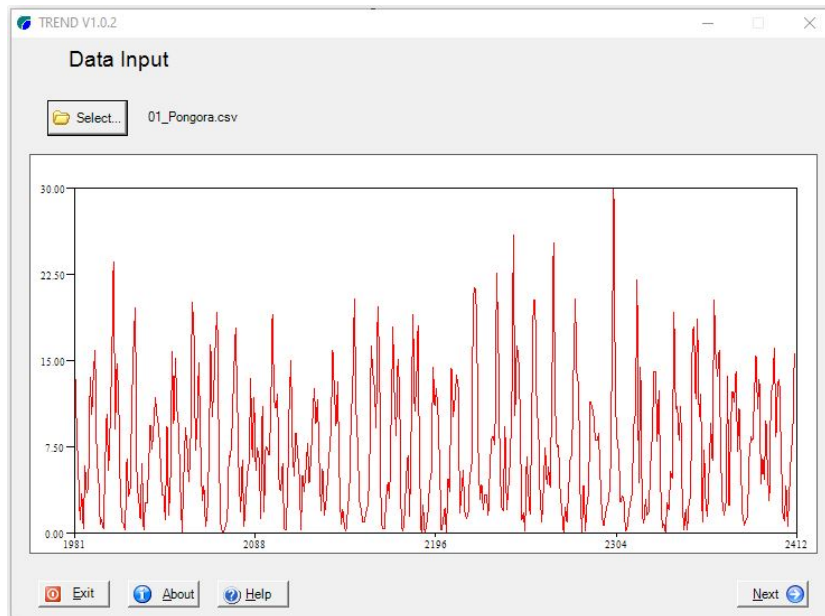 TREND V1.0.2
Data Input
Select...
01_Pongora.csv
30.00
22.50
15.00
7.50
0.00
1981 2088 2196 2304 2412
Exit About Help Next